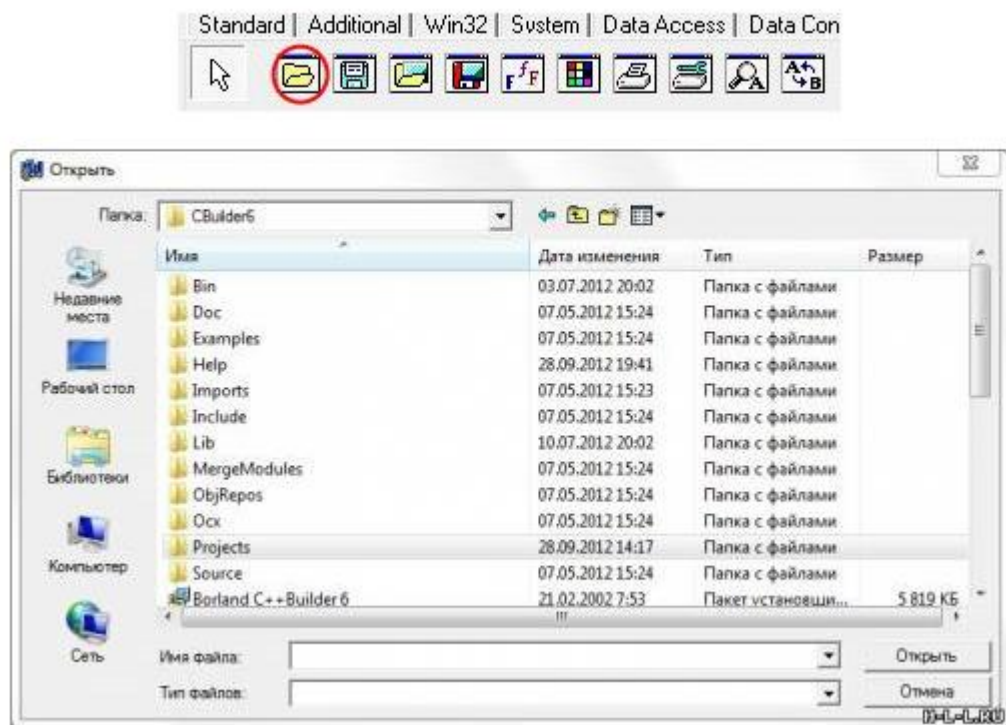 Standard | Additional | Win32 | System | Data Access | Data Con
Открыть
Папка: CBuilder6
Имя Дата изменения Тип Размер
Bin 03.07.2012 20:02 Папка с файлами
Doc 07.05.2012 15:24 Папка с файлами
Examples 07.05.2012 15:24 Папка с файлами
Help 28.09.2012 19:41 Папка с файлами
Imports 07.05.2012 15:23 Папка с файлами
Include 07.05.2012 15:24 Папка с файлами
Lib 10.07.2012 20:02 Папка с файлами
MergeModules 07.05.2012 15:24 Папка с файлами
ObjRepos 07.05.2012 15:24 Папка с файлами
Ocx 07.05.2012 15:24 Папка с файлами
Projects 28.09.2012 14:17 Папка с файлами
Source 07.05.2012 15:24 Папка с файлами
Borland C++Builder 6 21.02.2002 7:53 Пакет установщи... 5 819 КБ
Недавние
места
Рабочий стол
Библиотеки
Компьютер
Сеть
Имя файла: Открыть
Тип файлов: Отмена
H-L-L.RU